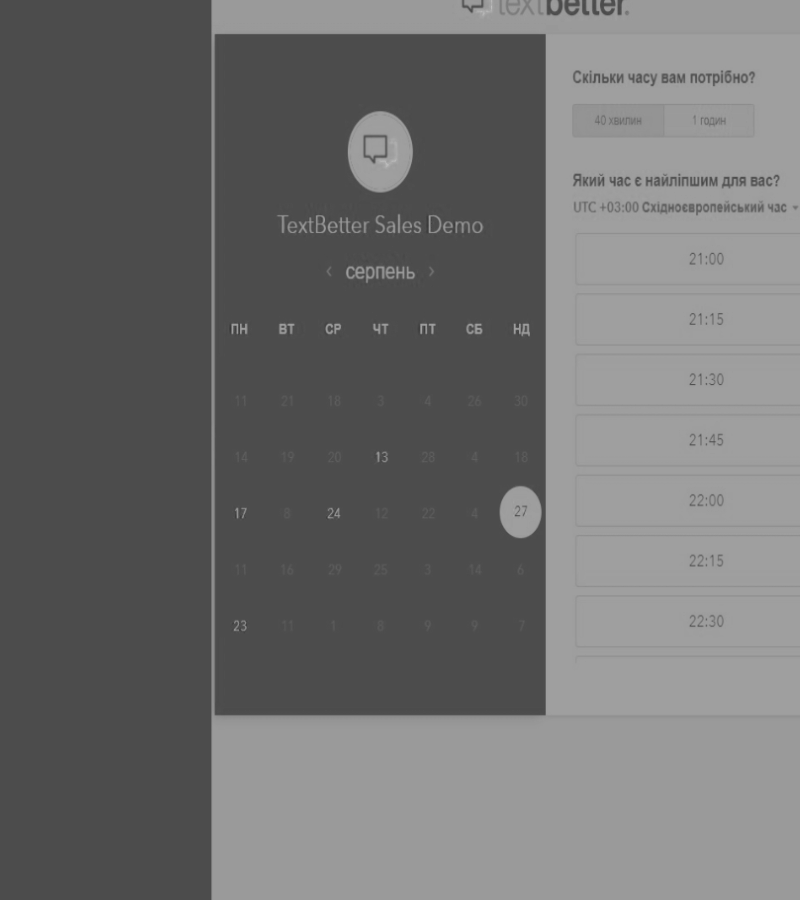 textbetter.
TextBetter Sales Demo
‹ серпень ›
ПН ВТ СР ЧТ ПТ СБ НД
11 21 18 3 4 26 30
14 19 20 13 28 4 18
17 8 24 12 22 4 27
11 16 29 25 3 14 6
23 11 1 8 9 9 7
Скільки часу вам потрібно?
40 хвилин 1 годин
Який час є найліпшим для вас?
UTC +03:00 Східноєвропейський час
21:00
21:15
21:30
21:45
22:00
22:15
22:30